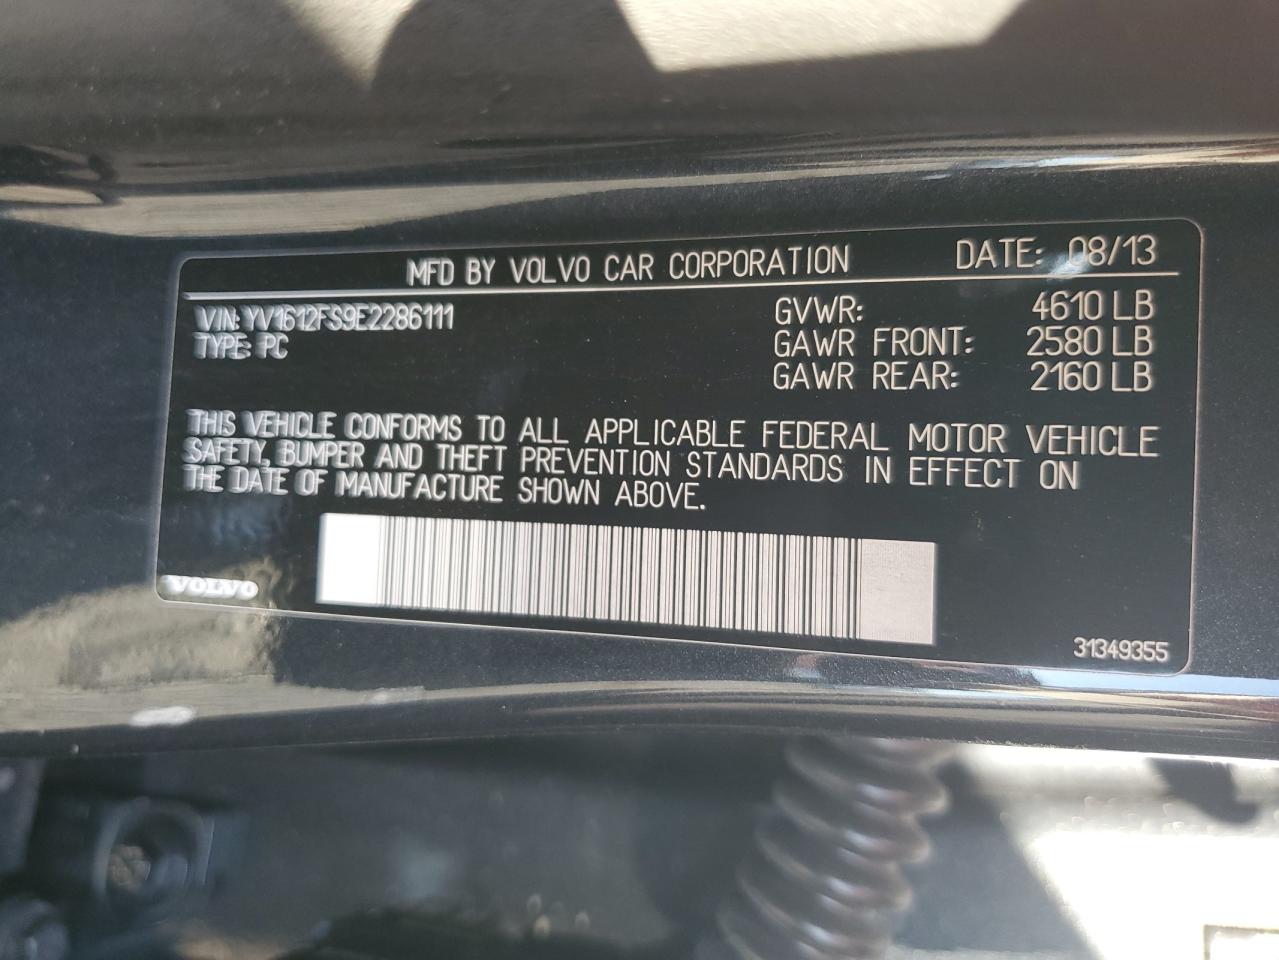 MFD BY VOLVO CAR CORPORATION DATE: 08/13
VIN: YV1612FS9E2286111 GVWR: 4610 LB
TYPE: PC GAWR FRONT: 2580 LB
GAWR REAR: 2160 LB
THIS VEHICLE CONFORMS TO ALL APPLICABLE FEDERAL MOTOR VEHICLE
SAFETY, BUMPER AND THEFT PREVENTION STANDARDS IN EFFECT ON
THE DATE OF MANUFACTURE SHOWN ABOVE.
VOLVO
31349355